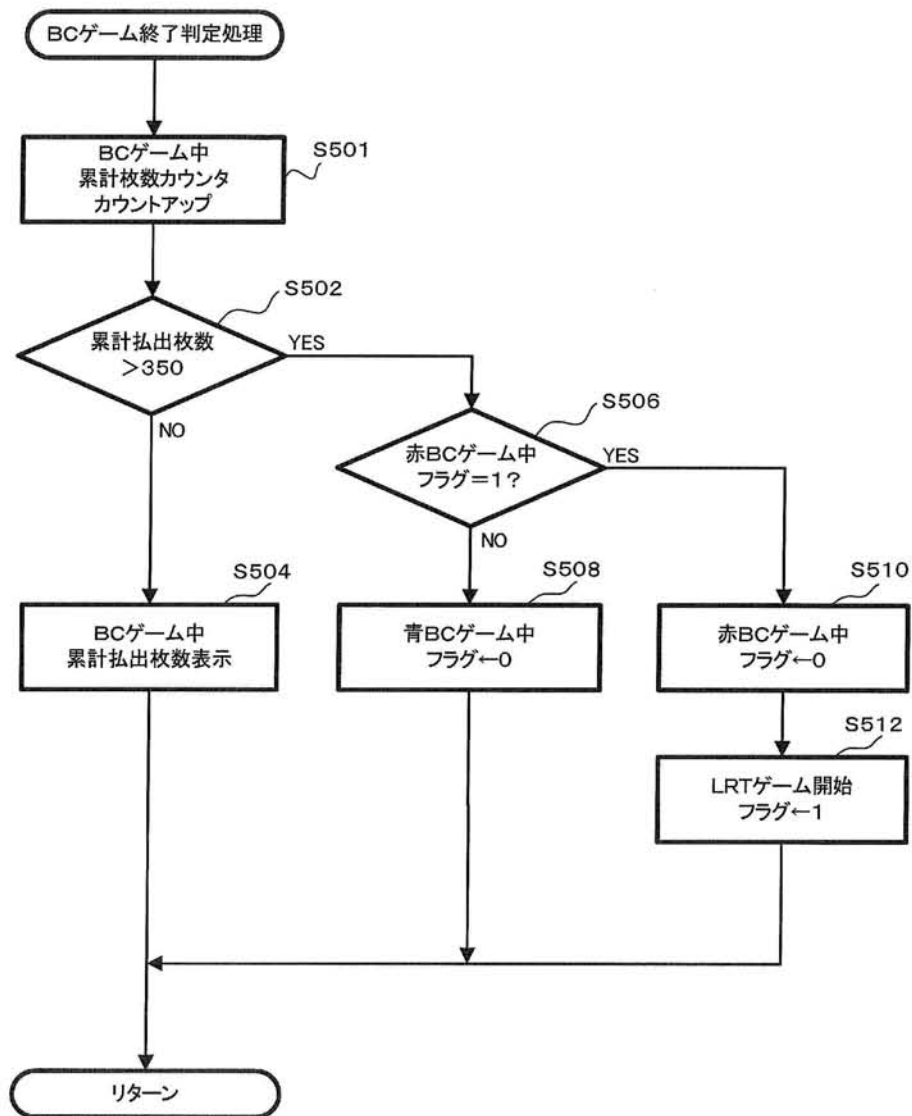 BCゲーム終了判定処理
S501
BCゲーム中
累計枚数カウンタ
カウントアップ
S502
累計払出枚数
＞350
YES
NO
S506
赤BCゲーム中
フラグ＝1？
YES
NO
S504
BCゲーム中
累計払出枚数表示
S508
青BCゲーム中
フラグ←0
S510
赤BCゲーム中
フラグ←0
S512
LRTゲーム開始
フラグ←1
リターン